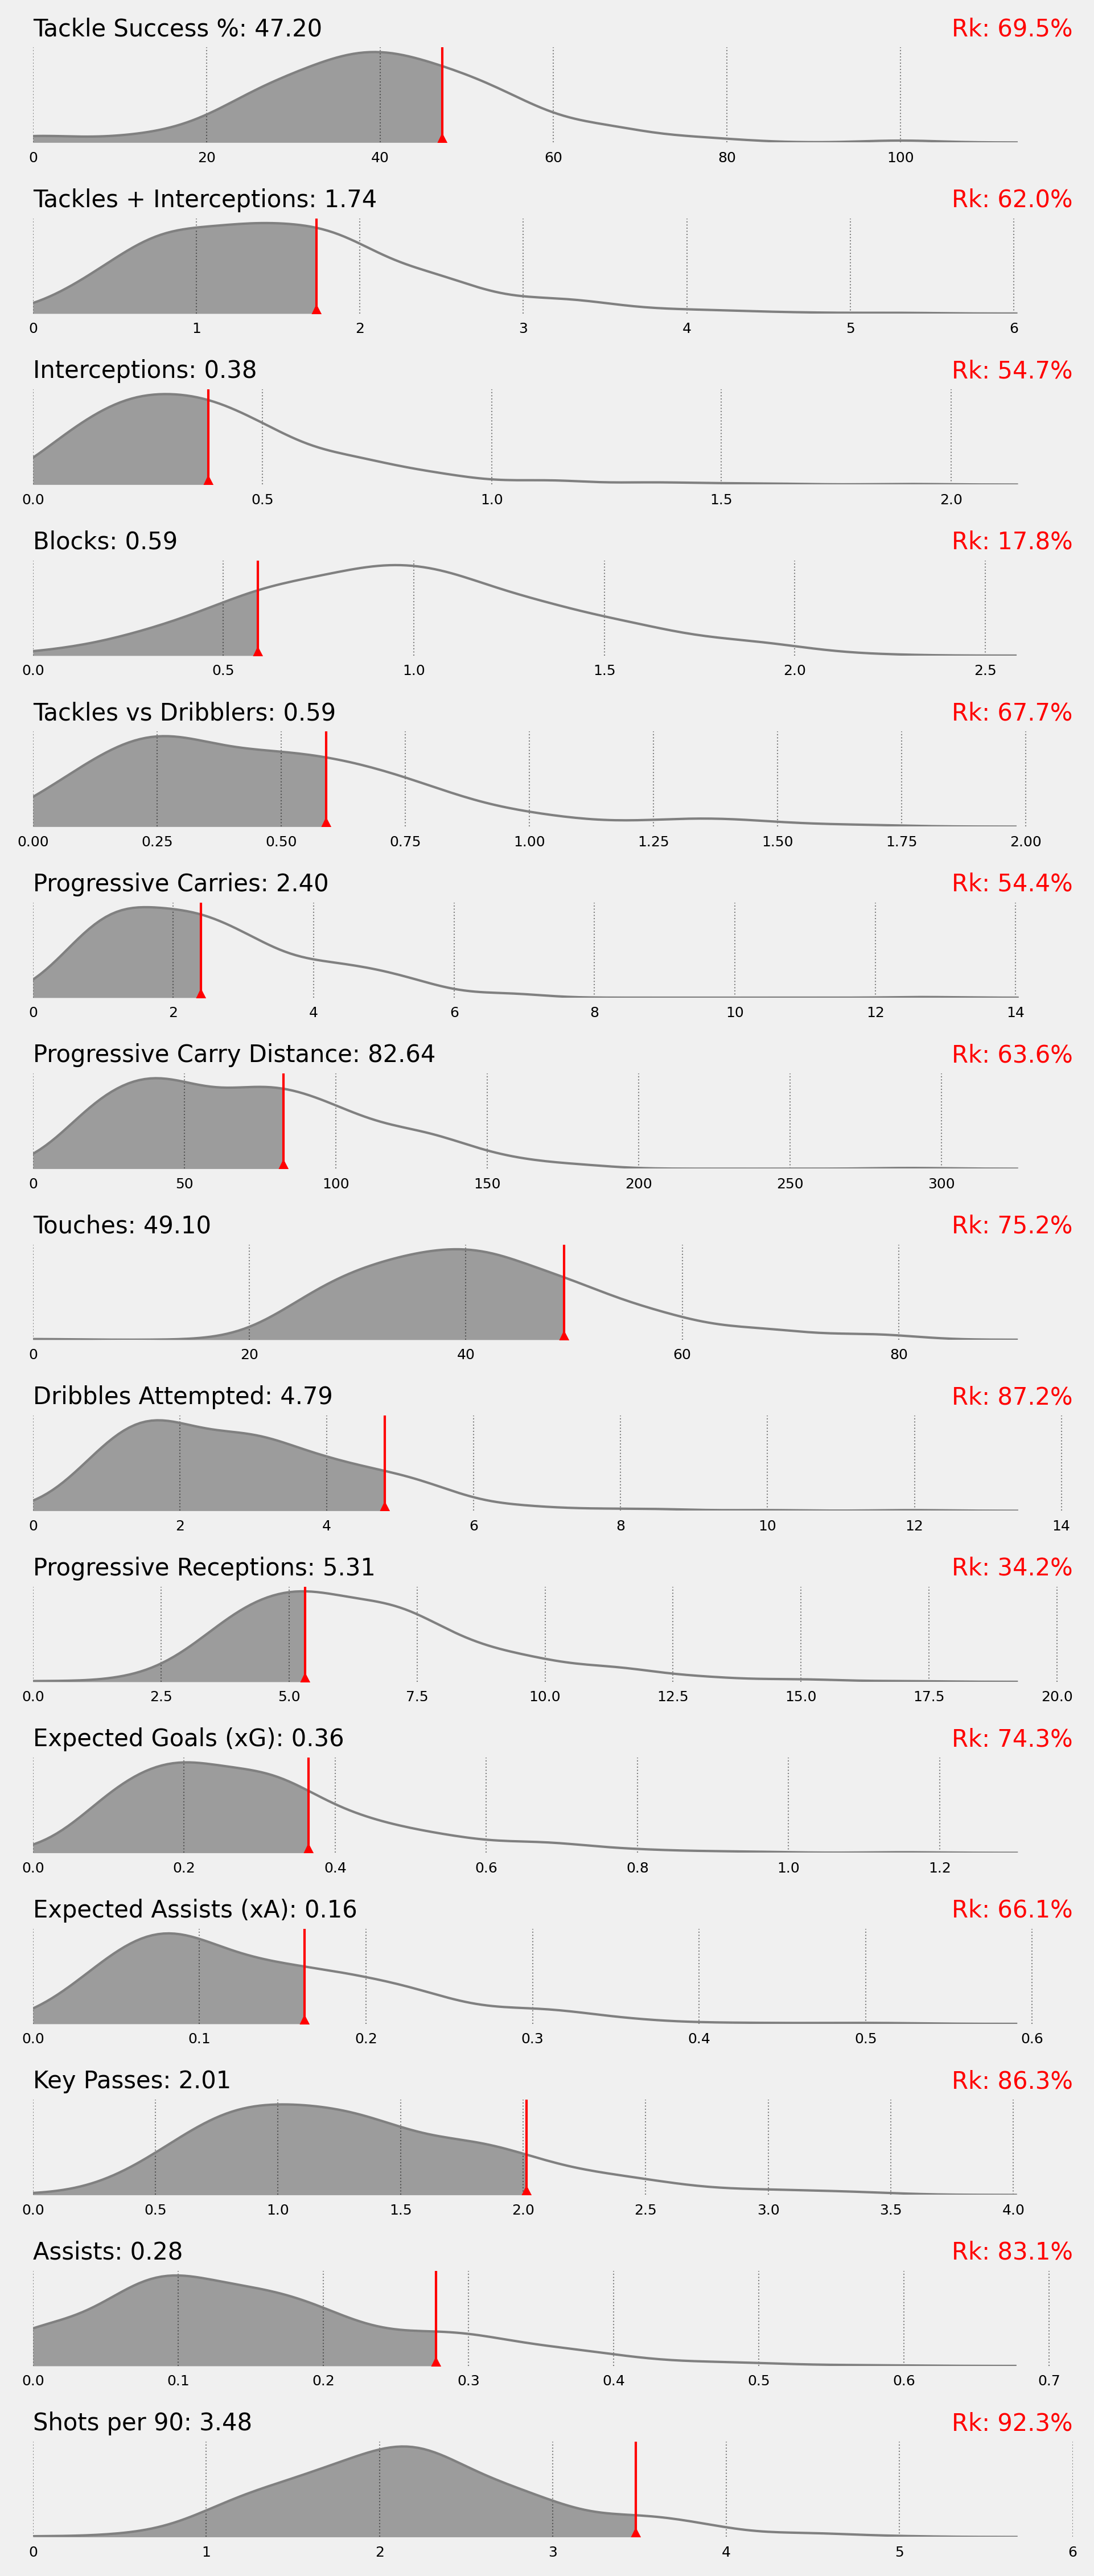 Tackle Success %: 47.20 Rk: 69.5%
0 20 40 60 80 100
Tackles + Interceptions: 1.74 Rk: 62.0%
0 1 2 3 4 5 6
Interceptions: 0.38 Rk: 54.7%
0.0 0.5 1.0 1.5 2.0
Blocks: 0.59 Rk: 17.8%
0.0 0.5 1.0 1.5 2.0 2.5
Tackles vs Dribblers: 0.59 Rk: 67.7%
0.00 0.25 0.50 0.75 1.00 1.25 1.50 1.75 2.00
Progressive Carries: 2.40 Rk: 54.4%
0 2 4 6 8 10 12 14
Progressive Carry Distance: 82.64 Rk: 63.6%
0 50 100 150 200 250 300
Touches: 49.10 Rk: 75.2%
0 20 40 60 80
Dribbles Attempted: 4.79 Rk: 87.2%
0 2 4 6 8 10 12 14
Progressive Receptions: 5.31 Rk: 34.2%
0.0 2.5 5.0 7.5 10.0 12.5 15.0 17.5 20.0
Expected Goals (xG): 0.36 Rk: 74.3%
0.0 0.2 0.4 0.6 0.8 1.0 1.2
Expected Assists (xA): 0.16 Rk: 66.1%
0.0 0.1 0.2 0.3 0.4 0.5 0.6
Key Passes: 2.01 Rk: 86.3%
0.0 0.5 1.0 1.5 2.0 2.5 3.0 3.5 4.0
Assists: 0.28 Rk: 83.1%
0.0 0.1 0.2 0.3 0.4 0.5 0.6 0.7
Shots per 90: 3.48 Rk: 92.3%
0 1 2 3 4 5 6